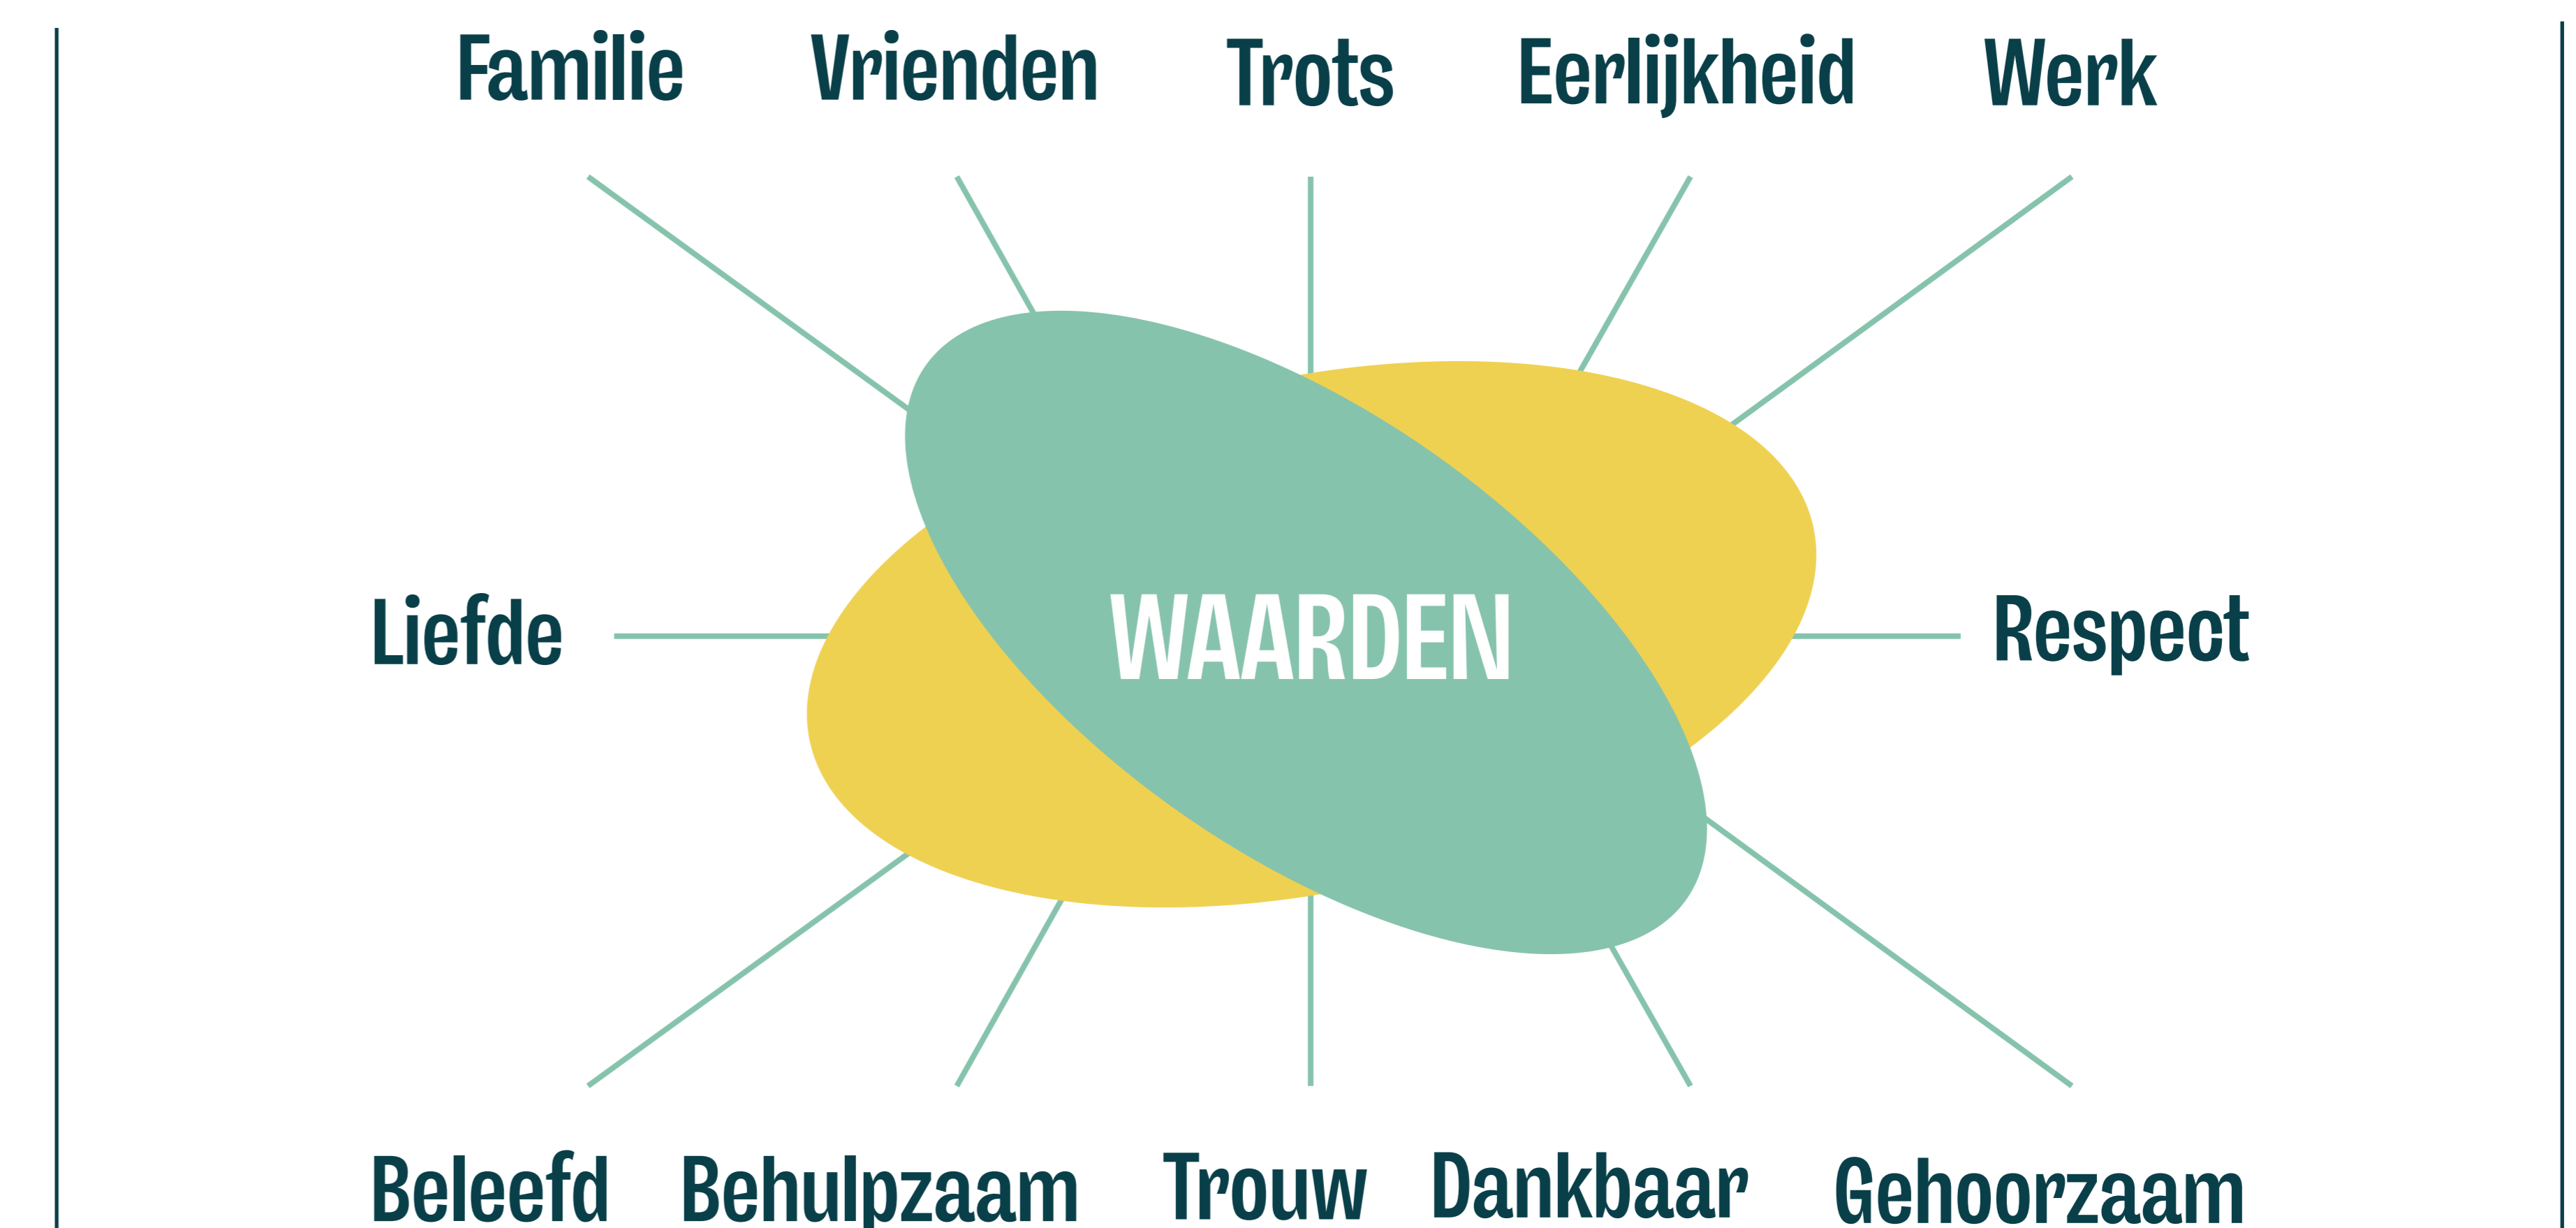 Familie Vrienden Trots Eerlijkheid Werk
Liefde WAARDEN Respect
Beleefd Behulpzaam Trouw Dankbaar Gehoorzaam